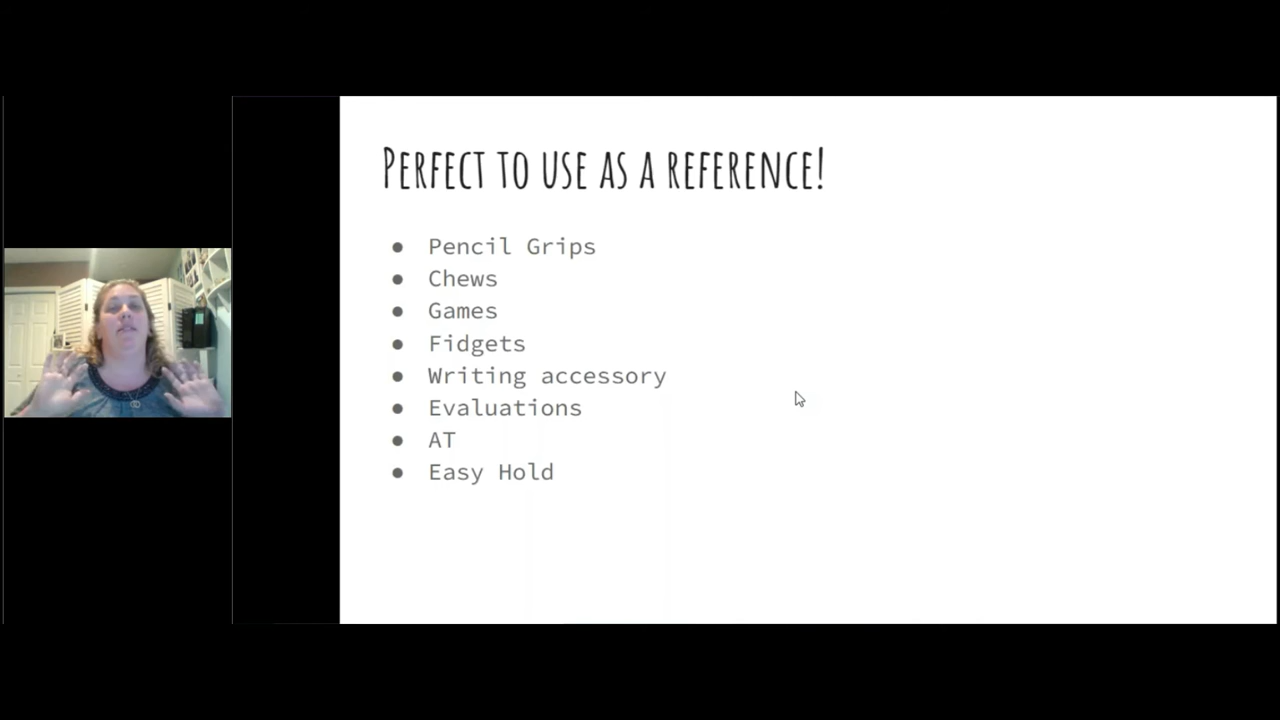 PERFECT TO USE AS A REFERENCE!
● Pencil Grips
● Chews
● Games
● Fidgets
● Writing accessory
● Evaluations
● AT
● Easy Hold